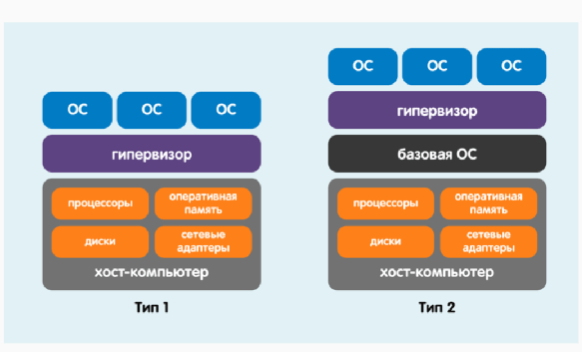 ОС ОС ОС
гипервизор
процессоры
оперативная
память
диски
сетевые
адаптеры
хост-компьютер
Тип 1
ОС ОС ОС
гипервизор
базовая ОС
процессоры
оперативная
память
диски
сетевые
адаптеры
хост-компьютер
Тип 2